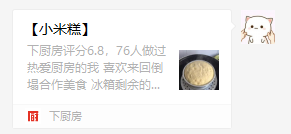 【小米糕】
下厨房评分6.8，76人做过
热爱厨房的我 喜欢来回倒
塌合作美食 冰箱剩余的...
下厨房